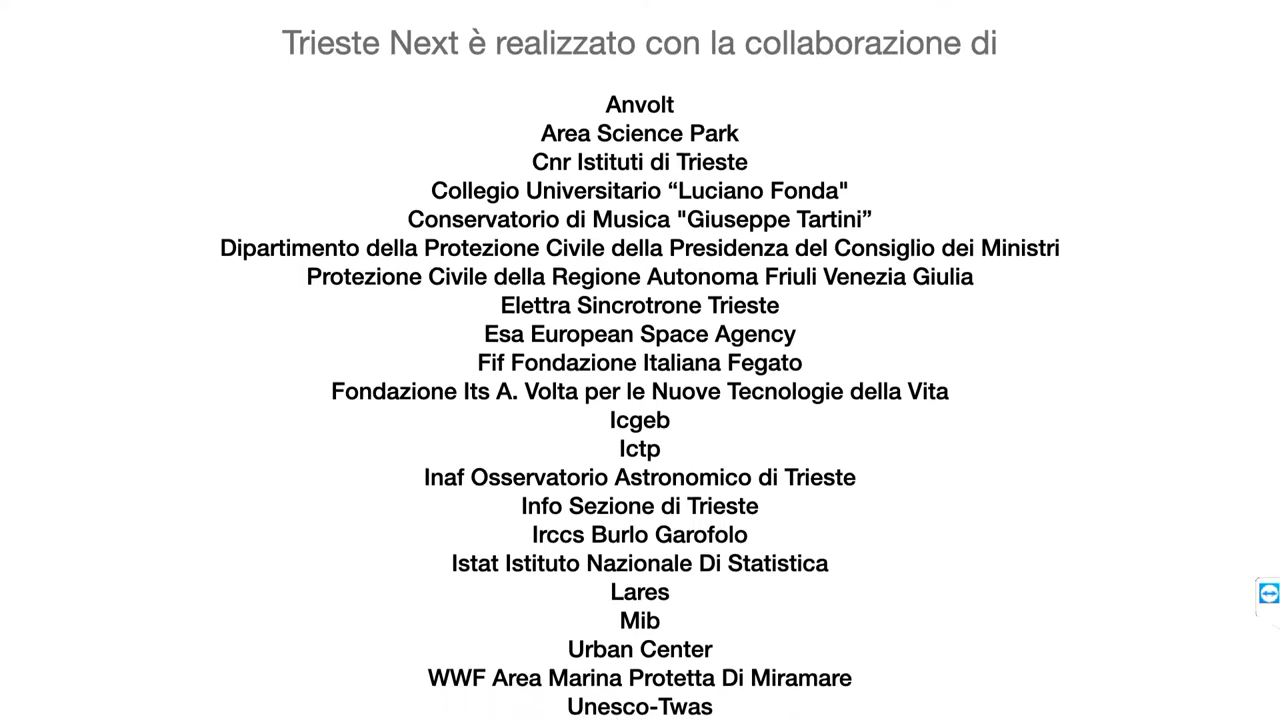 Trieste Next è realizzato con la collaborazione di
Anvolt
Area Science Park
Cnr Istituti di Trieste
Collegio Universitario “Luciano Fonda"
Conservatorio di Musica "Giuseppe Tartini”
Dipartimento della Protezione Civile della Presidenza del Consiglio dei Ministri
Protezione Civile della Regione Autonoma Friuli Venezia Giulia
Elettra Sincrotrone Trieste
Esa European Space Agency
Fif Fondazione Italiana Fegato
Fondazione Its A. Volta per le Nuove Tecnologie della Vita
Icgeb
Ictp
Inaf Osservatorio Astronomico di Trieste
Info Sezione di Trieste
Irccs Burlo Garofolo
Istat Istituto Nazionale Di Statistica
Lares
Mib
Urban Center
WWF Area Marina Protetta Di Miramare
Unesco-Twas